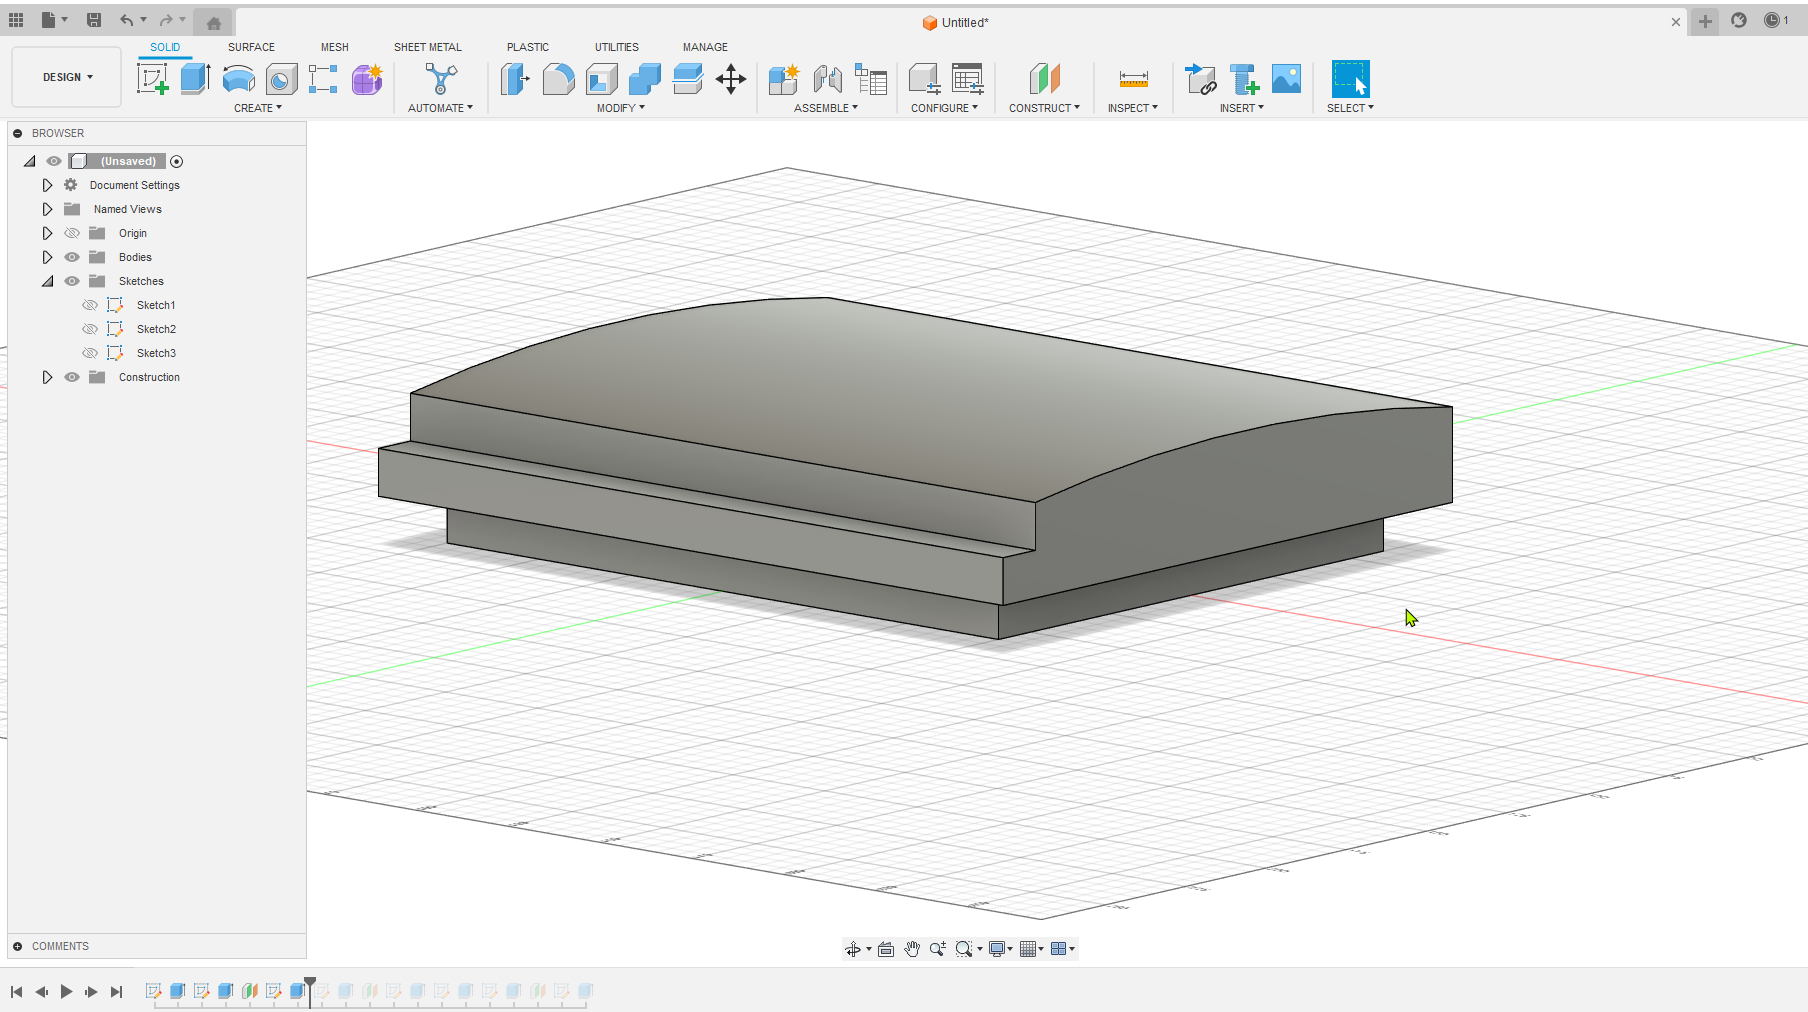 Untitled*
1
DESIGN
SOLID SURFACE MESH SHEET METAL PLASTIC UTILITIES MANAGE
CREATE AUTOMATE MODIFY ASSEMBLE CONFIGURE CONSTRUCT INSPECT INSERT SELECT
BROWSER
(Unsaved)
Document Settings
Named Views
Origin
Bodies
Sketches
Sketch1
Sketch2
Sketch3
Construction
COMMENTS